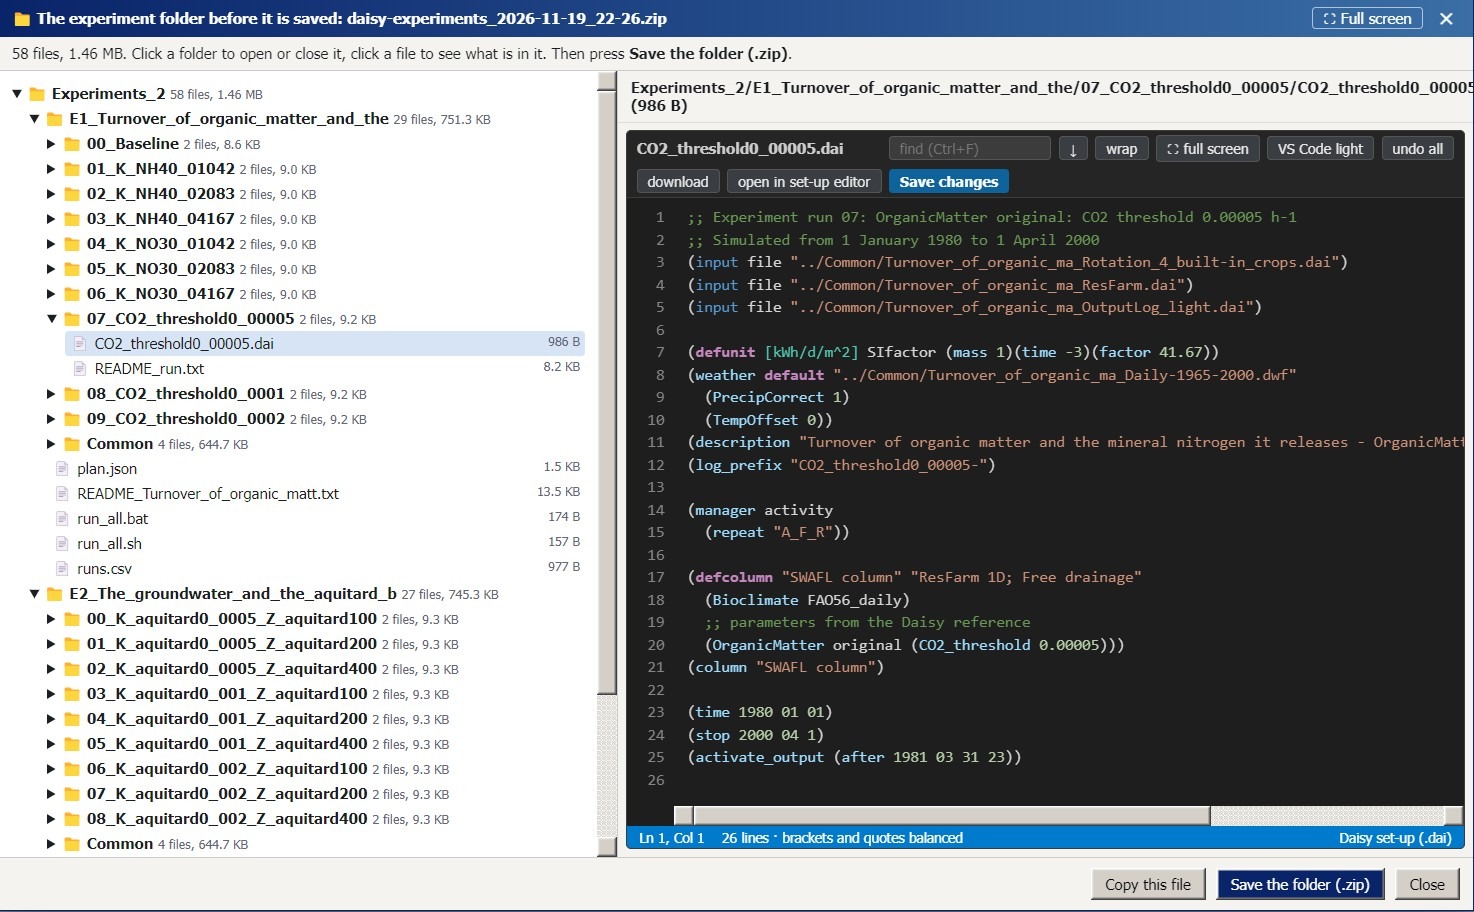 The experiment folder before it is saved: daisy-experiments_2026-11-19_22-26.zip
Full screen
58 files, 1.46 MB. Click a folder to open or close it, click a file to see what is in it. Then press Save the folder (.zip).
Experiments_2 58 files, 1.46 MB
E1_Turnover_of_organic_matter_and_the 29 files, 751.3 KB
00_Baseline 2 files, 8.6 KB
01_K_NH40_01042 2 files, 9.0 KB
02_K_NH40_02083 2 files, 9.0 KB
03_K_NH40_04167 2 files, 9.0 KB
04_K_NO30_01042 2 files, 9.0 KB
05_K_NO30_02083 2 files, 9.0 KB
06_K_NO30_04167 2 files, 9.0 KB
07_CO2_threshold0_00005 2 files, 9.2 KB
CO2_threshold0_00005.dai 986 B
README_run.txt 8.2 KB
08_CO2_threshold0_0001 2 files, 9.2 KB
09_CO2_threshold0_0002 2 files, 9.2 KB
Common 4 files, 644.7 KB
plan.json 1.5 KB
README_Turnover_of_organic_matt.txt 13.5 KB
run_all.bat 174 B
run_all.sh 157 B
runs.csv 977 B
E2_The_groundwater_and_the_aquitard_b 27 files, 745.3 KB
00_K_aquitard0_0005_Z_aquitard100 2 files, 9.3 KB
01_K_aquitard0_0005_Z_aquitard200 2 files, 9.3 KB
02_K_aquitard0_0005_Z_aquitard400 2 files, 9.3 KB
03_K_aquitard0_001_Z_aquitard100 2 files, 9.3 KB
04_K_aquitard0_001_Z_aquitard200 2 files, 9.3 KB
05_K_aquitard0_001_Z_aquitard400 2 files, 9.3 KB
06_K_aquitard0_002_Z_aquitard100 2 files, 9.3 KB
07_K_aquitard0_002_Z_aquitard200 2 files, 9.3 KB
08_K_aquitard0_002_Z_aquitard400 2 files, 9.3 KB
Common 4 files, 644.7 KB
Experiments_2/E1_Turnover_of_organic_matter_and_the/07_CO2_threshold0_00005/CO2_threshold0_00005
(986 B)
CO2_threshold0_00005.dai find (Ctrl+F) ↓ wrap full screen VS Code light undo all
download open in set-up editor Save changes
1 ;; Experiment run 07: OrganicMatter original: CO2 threshold 0.00005 h-1
2 ;; Simulated from 1 January 1980 to 1 April 2000
3 (input file "../Common/Turnover_of_organic_ma_Rotation_4_built-in_crops.dai")
4 (input file "../Common/Turnover_of_organic_ma_ResFarm.dai")
5 (input file "../Common/Turnover_of_organic_ma_OutputLog_light.dai")
6
7 (defunit [kWh/d/m^2] SIfactor (mass 1)(time -3)(factor 41.67))
8 (weather default "../Common/Turnover_of_organic_ma_Daily-1965-2000.dwf"
9 (PrecipCorrect 1)
10 (TempOffset 0))
11 (description "Turnover of organic matter and the mineral nitrogen it releases - OrganicMatt
12 (log_prefix "CO2_threshold0_00005-")
13
14 (manager activity
15 (repeat "A_F_R"))
16
17 (defcolumn "SWAFL column" "ResFarm 1D; Free drainage"
18 (Bioclimate FAO56_daily)
19 ;; parameters from the Daisy reference
20 (OrganicMatter original (CO2_threshold 0.00005)))
21 (column "SWAFL column")
22
23 (time 1980 01 01)
24 (stop 2000 04 1)
25 (activate_output (after 1981 03 31 23))
26
Ln 1, Col 1 26 lines · brackets and quotes balanced Daisy set-up (.dai)
Copy this file Save the folder (.zip) Close